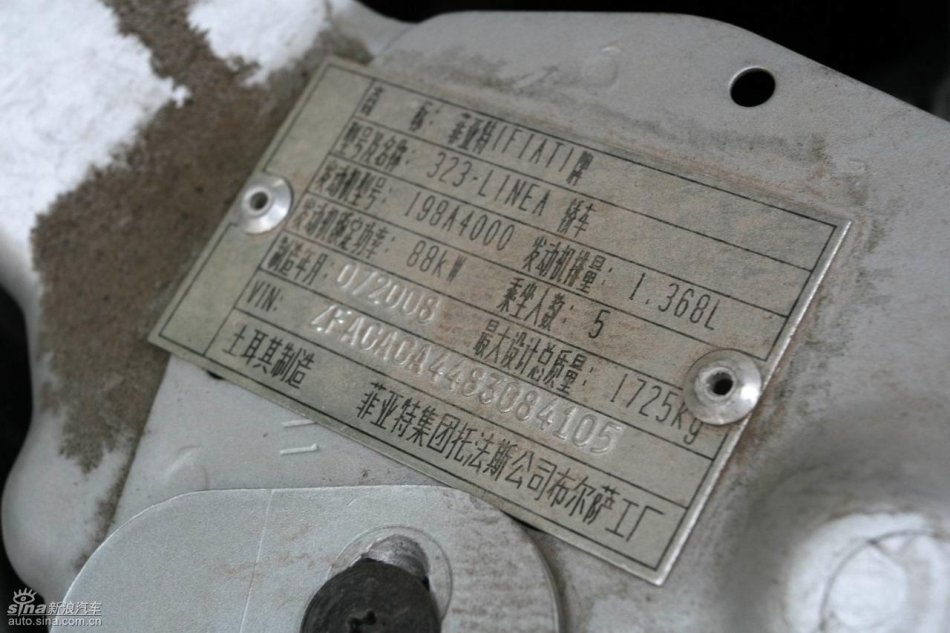 商 标：菲亚特(FIAT)牌
型号及名称：323-LINEA 轿车
发动机型号：198A4000 发动机排量：1.368L
发动机额定功率：88kW 乘坐人数：5
制造年月：0/2008 最大设计总质量：1725kg
VIN: ZFACACA4483084105
土耳其制造 菲亚特集团托法斯公司布尔萨工厂
sina新浪汽车
auto.sina.com.cn